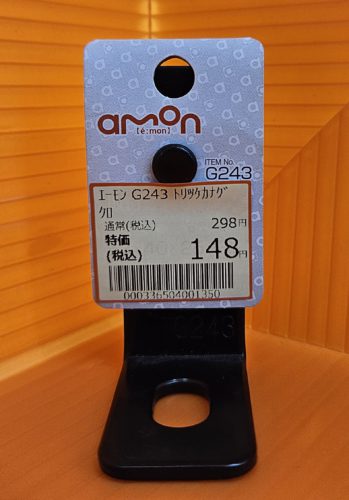 amon
[é:mon]
ITEM No.
G243
エーモン G243 トリツケカナグ
クロ
通常(税込) 298円
特価
(税込) 148円
000336504001350
G243